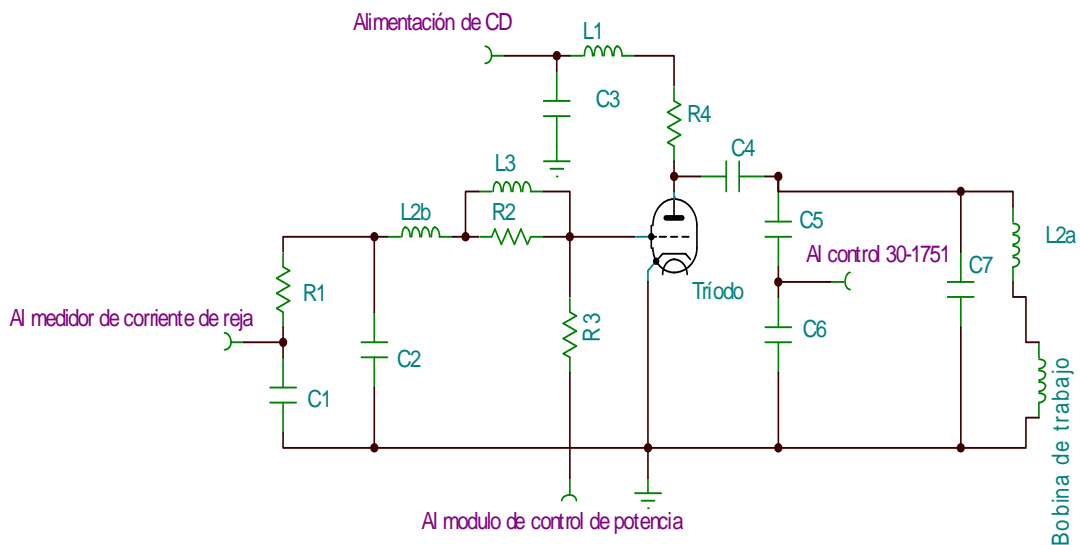 Alimentación de CD
L1
C3
R4
C4
L3
L2b
R2
C5
L2a
Al control 30-1751
C7
R1
Tríodo
Al medidor de corriente de reja
R3
C6
C2
C1
Bobina de trabajo
Al modulo de control de potencia